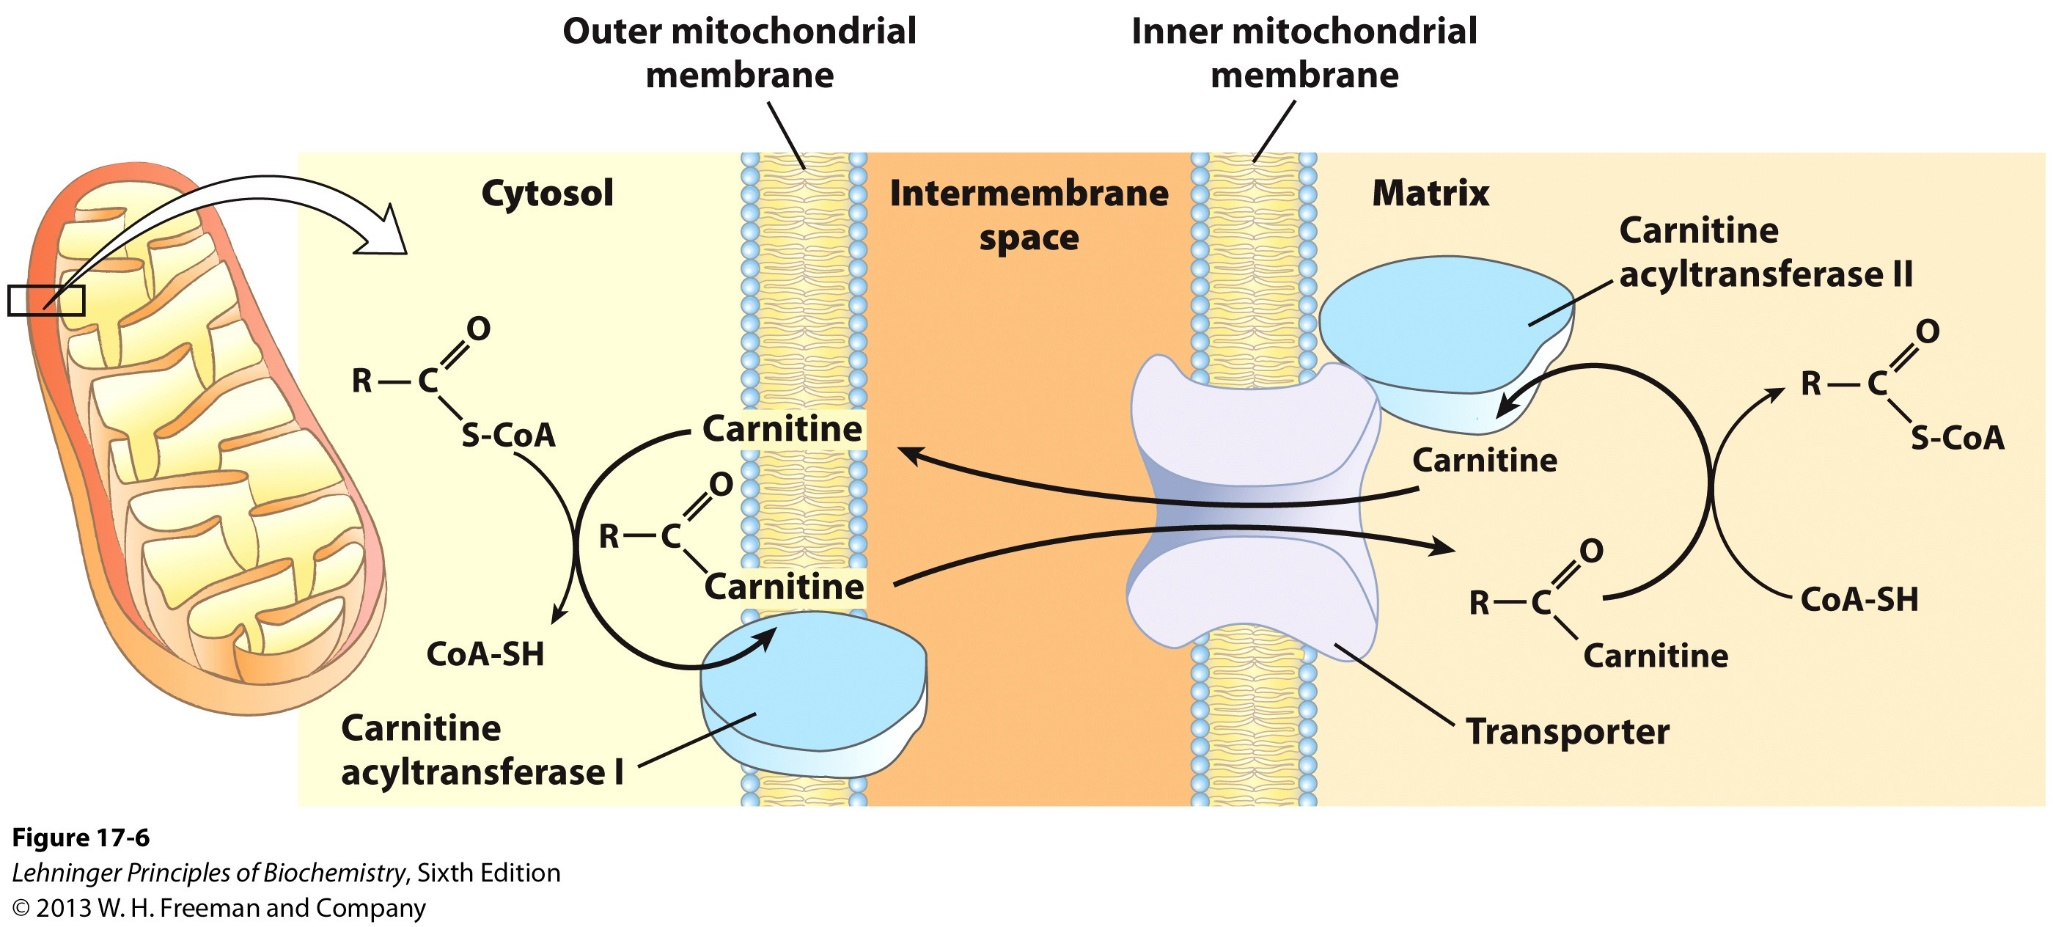 Outer mitochondrial
membrane
Inner mitochondrial
membrane
Cytosol
Intermembrane
space
Matrix
Carnitine
acyltransferase II
O
R—C
S-CoA
Carnitine
O
R—C
Carnitine
CoA-SH
Carnitine
acyltransferase I
Carnitine
O
R—C
S-CoA
O
R—C
Carnitine
CoA-SH
Transporter
Figure 17-6
Lehninger Principles of Biochemistry, Sixth Edition
© 2013 W. H. Freeman and Company